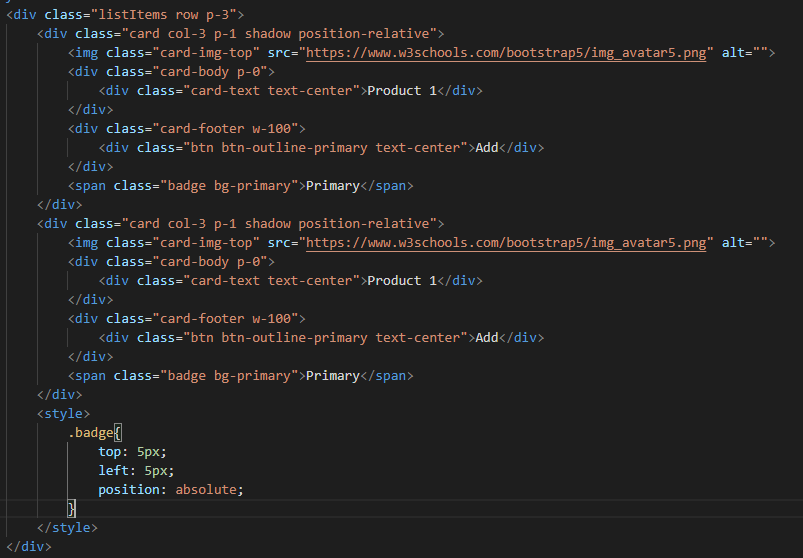 <div class="listItems row p-3">
    <div class="card col-3 p-1 shadow position-relative">
        <img class="card-img-top" src="https://www.w3schools.com/bootstrap5/img_avatar5.png" alt="">
        <div class="card-body p-0">
            <div class="card-text text-center">Product 1</div>
        </div>
        <div class="card-footer w-100">
            <div class="btn btn-outline-primary text-center">Add</div>
        </div>
        <span class="badge bg-primary">Primary</span>
    </div>
    <div class="card col-3 p-1 shadow position-relative">
        <img class="card-img-top" src="https://www.w3schools.com/bootstrap5/img_avatar5.png" alt="">
        <div class="card-body p-0">
            <div class="card-text text-center">Product 1</div>
        </div>
        <div class="card-footer w-100">
            <div class="btn btn-outline-primary text-center">Add</div>
        </div>
        <span class="badge bg-primary">Primary</span>
    </div>
    <style>
        .badge{
            top: 5px;
            left: 5px;
            position: absolute;
        }
    </style>
</div>